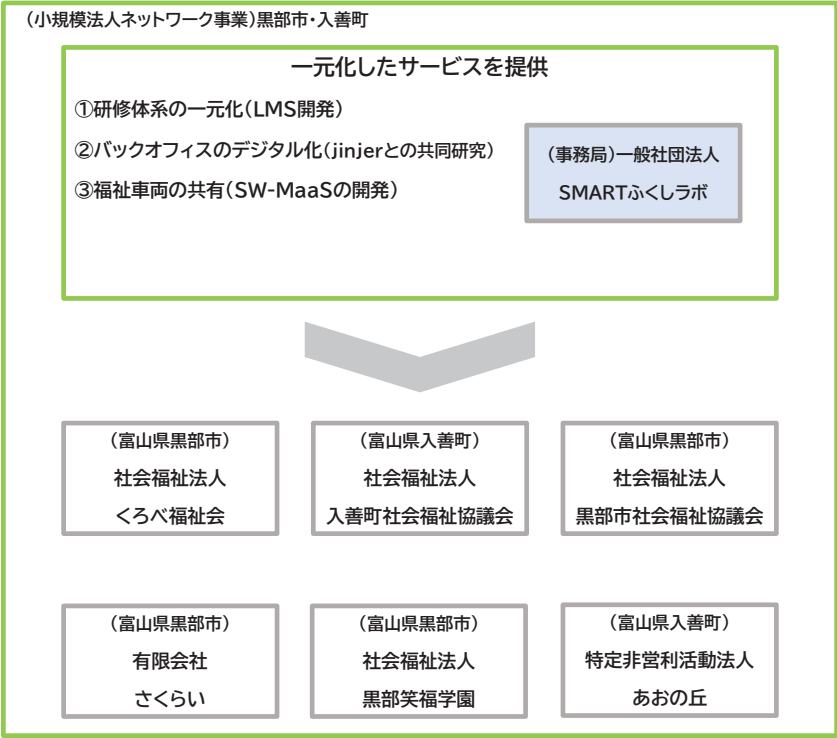 (小規模法人ネットワーク事業)黒部市・入善町
一元化したサービスを提供
①研修体系の一元化(LMS開発)
②バックオフィスのデジタル化(jinjerとの共同研究)
③福祉車両の共有(SW-MaaSの開発)
(事務局)一般社団法人
SMARTふくしラボ
(富山県黒部市)
社会福祉法人
くろべ福祉会
(富山県入善町)
社会福祉法人
入善町社会福祉協議会
(富山県黒部市)
社会福祉法人
黒部市社会福祉協議会
(富山県黒部市)
有限会社
さくらい
(富山県黒部市)
社会福祉法人
黒部笑福学園
(富山県入善町)
特定非営利活動法人
あおの丘